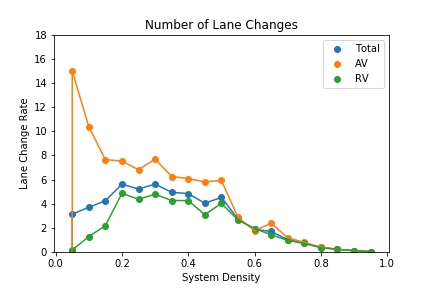 Number of Lane Changes
18
16
14
12
10
8
6
4
2
0
Lane Change Rate
Total
AV
RV
0.0 0.2 0.4 0.6 0.8 1.0
System Density